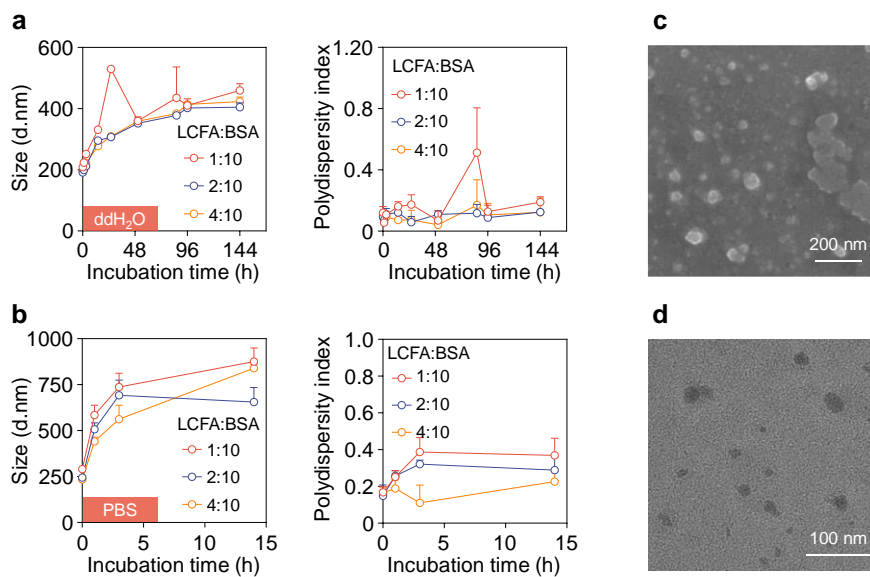 a
600
400
200
0
0
48
96
144
Size (d.nm)
Incubation time (h)
LCFA:BSA
1:10
2:10
4:10
ddH₂O
1.20
0.8
0.4
0
0
48
96
144
Polydispersity index
Incubation time (h)
LCFA:BSA
1:10
2:10
4:10
c
200 nm
b
1000
750
500
250
0
0
5
10
15
Size (d.nm)
Incubation time (h)
LCFA:BSA
1:10
2:10
4:10
PBS
1.0
0.8
0.6
0.4
0.2
0
0
5
10
15
Polydispersity index
Incubation time (h)
LCFA:BSA
1:10
2:10
4:10
d
100 nm